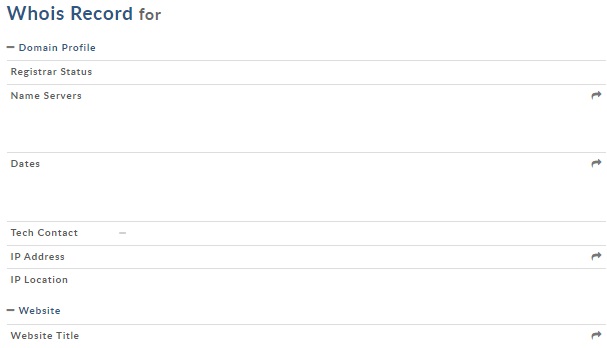 Whois Record for
– Domain Profile
Registrar Status
Name Servers
Dates
Tech Contact –
IP Address
IP Location
– Website
Website Title